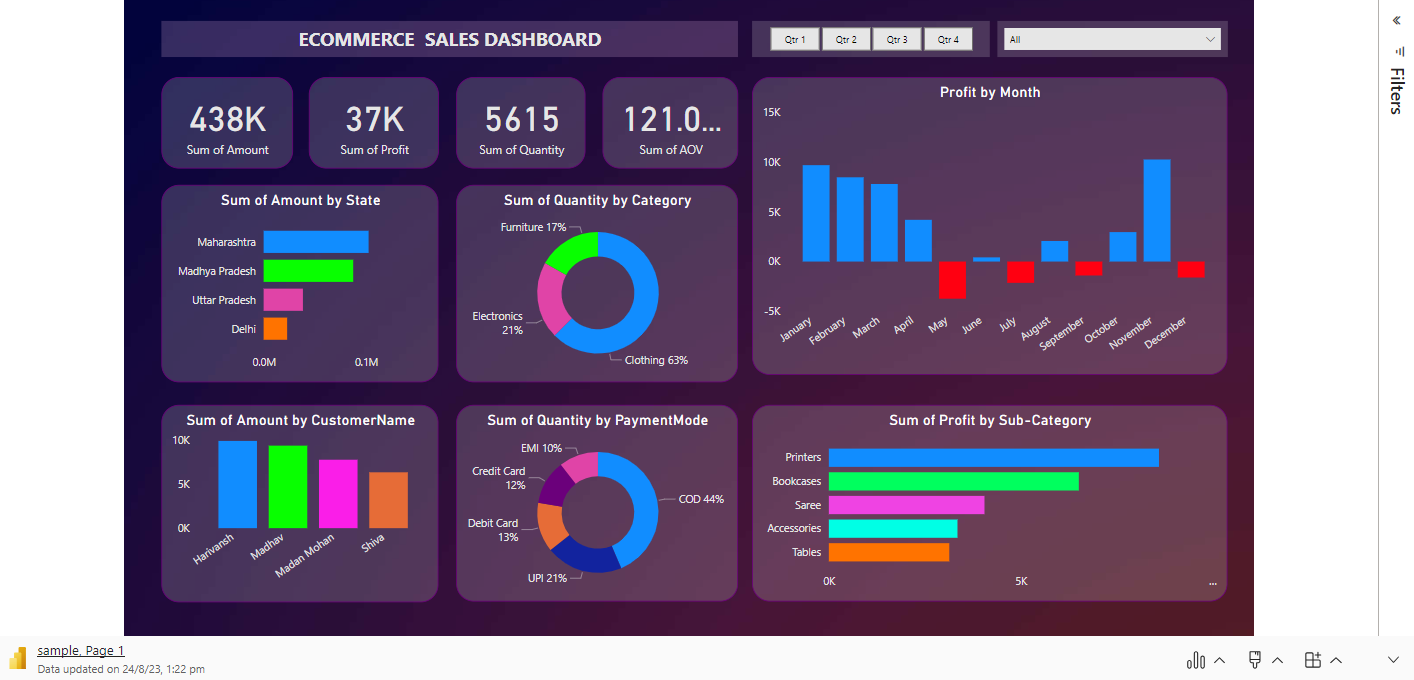 ECOMMERCE SALES DASHBOARD
Qtr 1
Qtr 2
Qtr 3
Qtr 4
All
Filters
438K
Sum of Amount
37K
Sum of Profit
5615
Sum of Quantity
121.0...
Sum of AOV
Profit by Month
15K
10K
5K
0K
-5K
January
February
March
April
May
June
July
August
September
October
November
December
Sum of Amount by State
Maharashtra
Madhya Pradesh
Uttar Pradesh
Delhi
0.0M
0.1M
Sum of Quantity by Category
Furniture 17%
Electronics
21%
Clothing 63%
Sum of Amount by CustomerName
10K
5K
0K
Harivansh
Madhav
Madan Mohan
Shiva
Sum of Quantity by PaymentMode
EMI 10%
Credit Card
12%
COD 44%
Debit Card
13%
UPI 21%
Sum of Profit by Sub-Category
Printers
Bookcases
Saree
Accessories
Tables
0K
5K
...
sample, Page 1
Data updated on 24/8/23, 1:22 pm